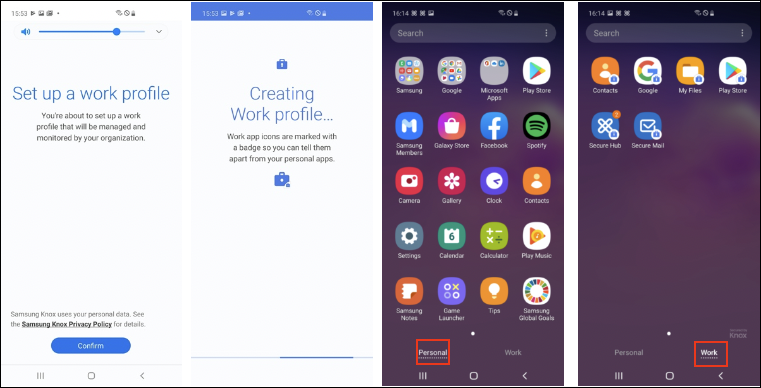 15:53
Set up a work profile
You're about to set up a work
profile that will be managed and
monitored by your organization.
Samsung Knox uses your personal data. See
the Samsung Knox Privacy Policy for details.
Confirm
15:53
Creating
Work profile...
Work app icons are marked with
a badge so you can tell them
apart from your personal apps.
16:14
Search
Samsung Google Microsoft Apps Play Store
Samsung Members Galaxy Store Facebook Spotify
Camera Gallery Clock Contacts
6
Settings Calendar Calculator Play Music
Samsung Notes Game Launcher Tips Samsung Global Goals
Personal Work
16:14
Search
Contacts Google My Files Play Store
Secure Hub Secure Mail
Knox
Personal Work